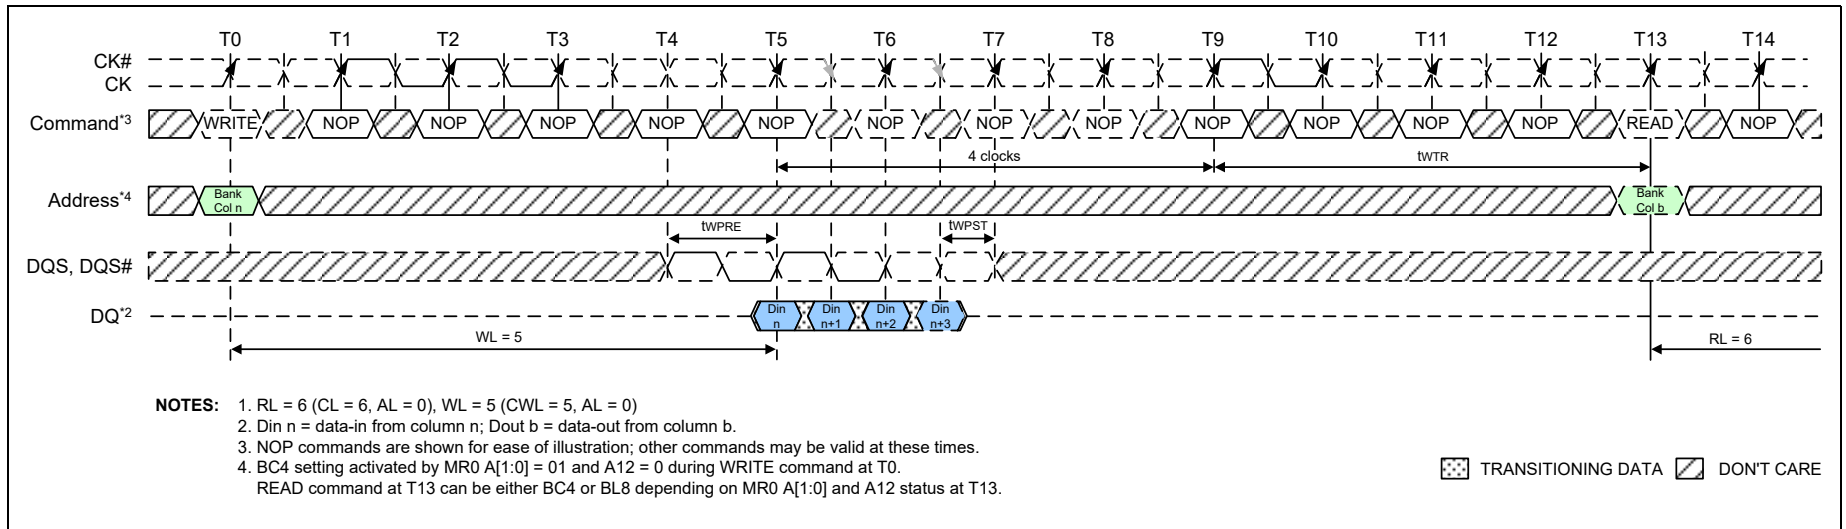 T0 T1 T2 T3 T4 T5 T6 T7 T8 T9 T10 T11 T12 T13 T14
CK#
CK
Command*3 WRITE NOP NOP NOP NOP NOP NOP NOP NOP NOP NOP NOP NOP READ NOP
4 clocks tWTR
Address*4 Bank Col n Bank Col b
tWPRE tWPST
DQS, DQS#
DQ*2 Din n Din n+1 Din n+2 Din n+3
WL = 5 RL = 6
NOTES: 1. RL = 6 (CL = 6, AL = 0), WL = 5 (CWL = 5, AL = 0)
2. Din n = data-in from column n; Dout b = data-out from column b.
3. NOP commands are shown for ease of illustration; other commands may be valid at these times.
4. BC4 setting activated by MR0 A[1:0] = 01 and A12 = 0 during WRITE command at T0.
READ command at T13 can be either BC4 or BL8 depending on MR0 A[1:0] and A12 status at T13.
TRANSITIONING DATA DON'T CARE